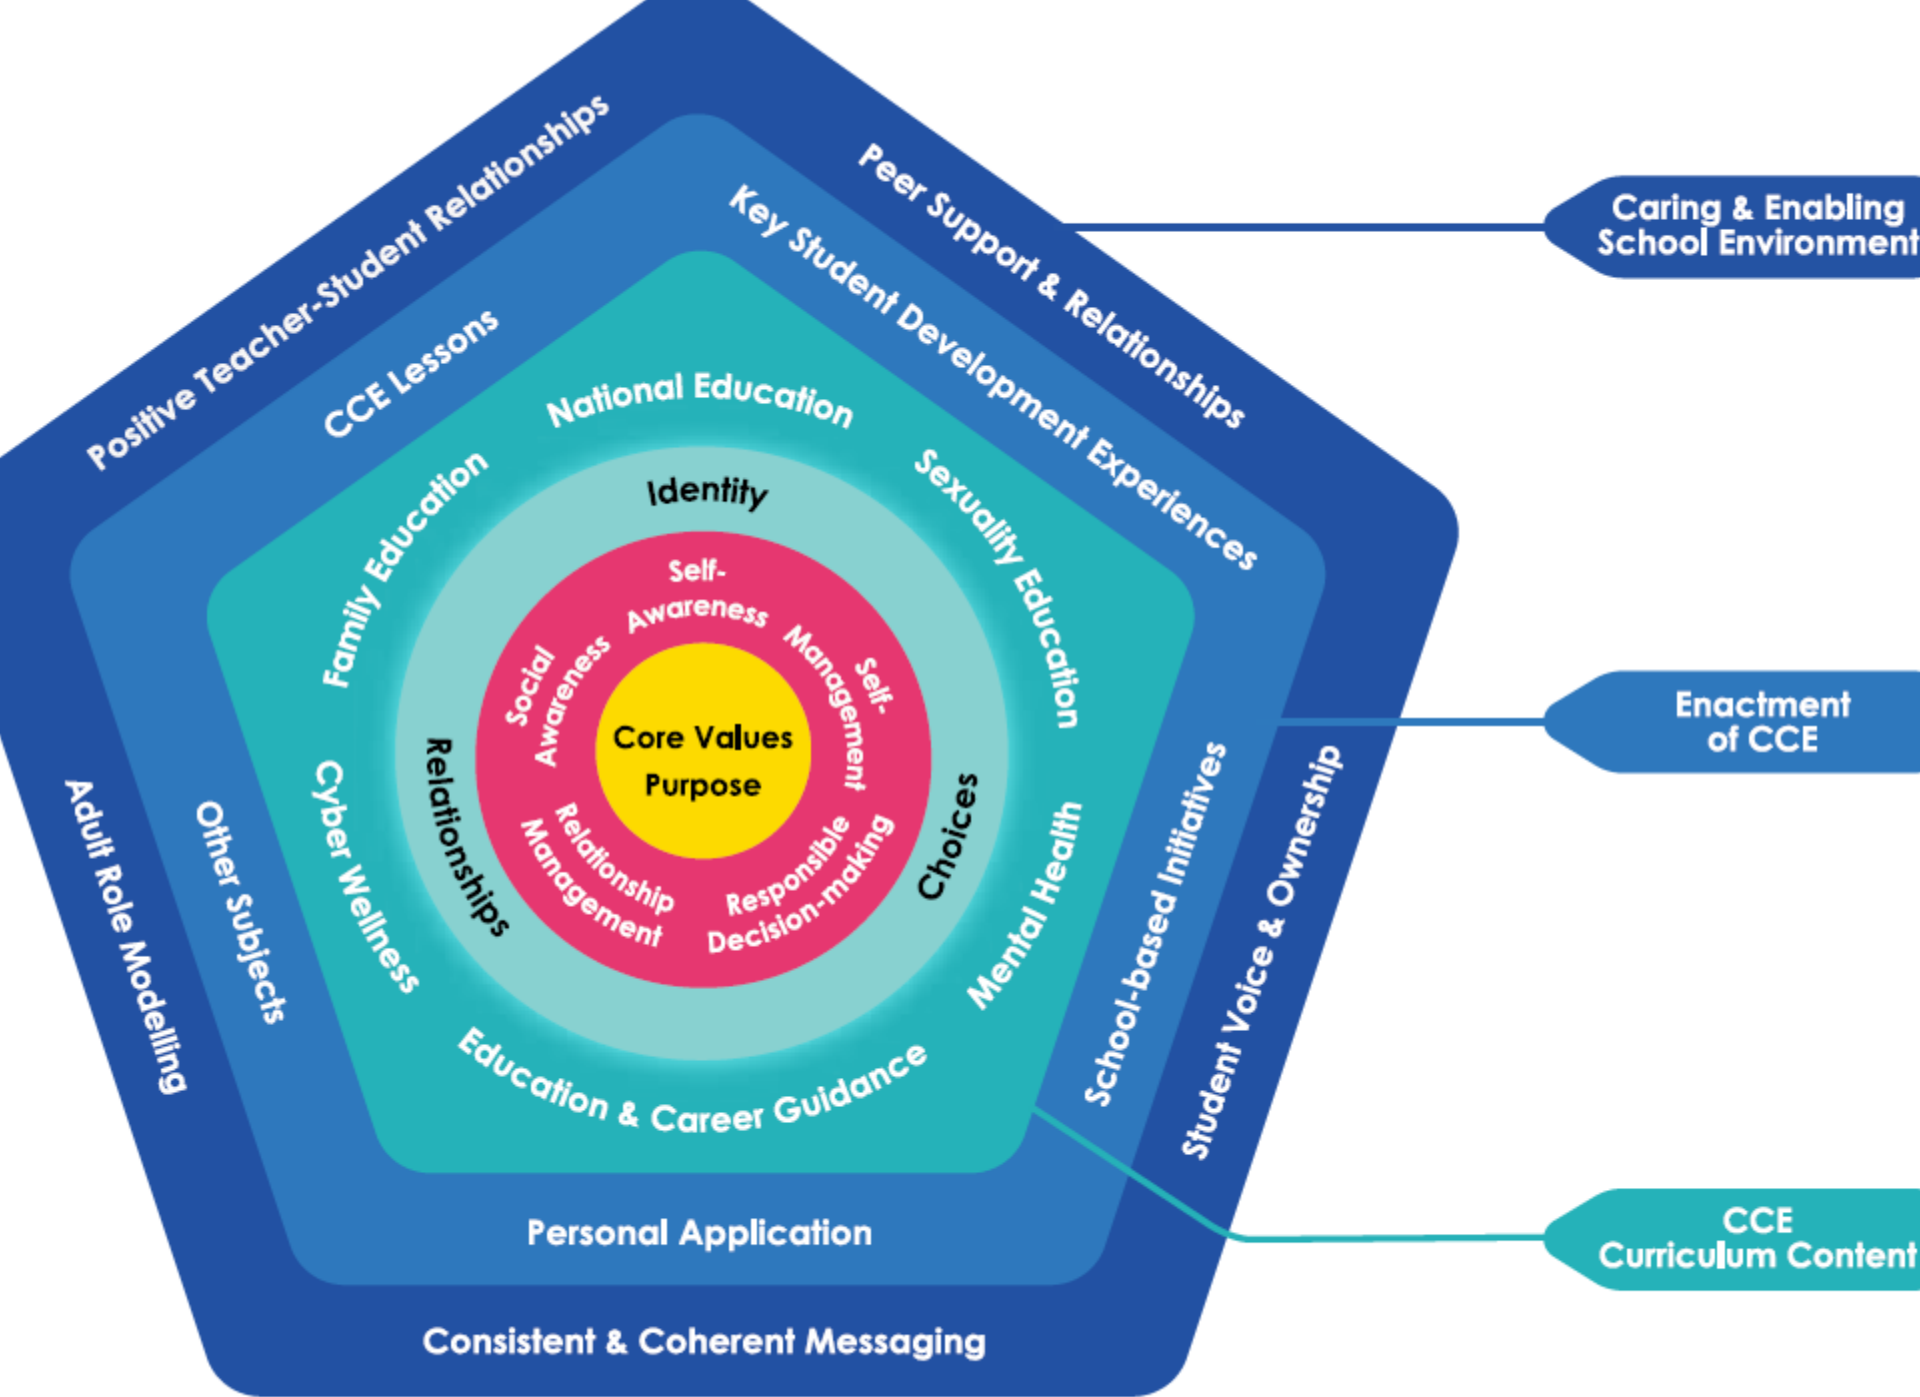 Positive Teacher-Student Relationships
Peer Support & Relationships
Student Voice & Ownership
Consistent & Coherent Messaging
Adult Role Modelling
CCE Lessons
Key Student Development Experiences
School-based Initiatives
Personal Application
Other Subjects
National Education
Sexuality Education
Mental Health
Education & Career Guidance
Cyber Wellness
Family Education
Identity
Choices
Relationships
Self-
Awareness
Self-
Management
Responsible
Decision-making
Relationship
Management
Social
Awareness
Core Values
Purpose
Caring & Enabling
School Environment
Enactment
of CCE
CCE
Curriculum Content